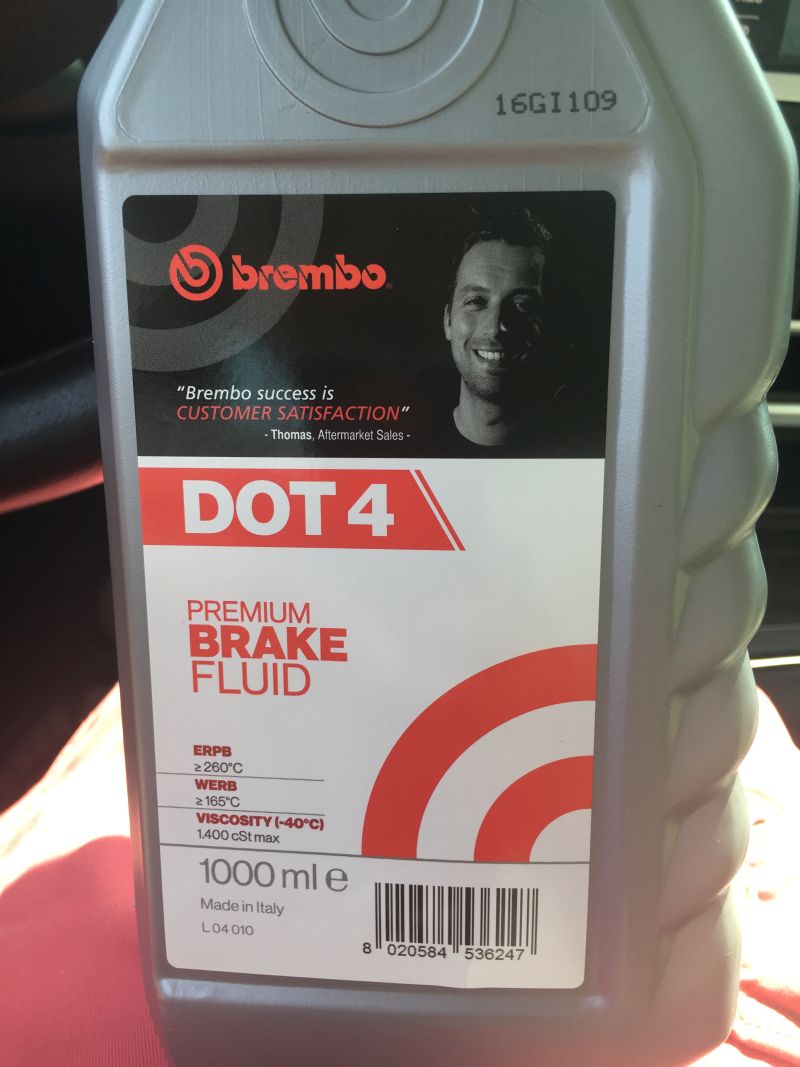 16GI109
brembo
"Brembo success is
CUSTOMER SATISFACTION"
- Thomas, Aftermarket Sales -
DOT 4
PREMIUM
BRAKE
FLUID
ERPB
≥ 260°C
WERB
≥ 165°C
VISCOSITY (-40°C)
1.400 cSt max
1000 ml ℮
Made in Italy
L 04 010
8 020584 536247